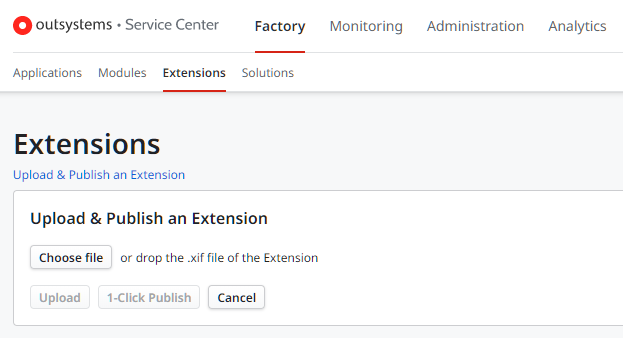 outsystems • Service Center Factory Monitoring Administration Analytics
Applications Modules Extensions Solutions
Extensions
Upload & Publish an Extension
Upload & Publish an Extension
Choose file or drop the .xif file of the Extension
Upload 1-Click Publish Cancel